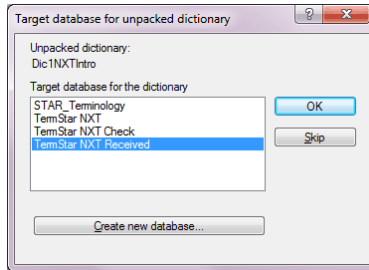 Target database for unpacked dictionary
Unpacked dictionary:
Dic1NXTIntro
Target database for the dictionary
STAR_Terminology
TermStar NXT
TermStar NXT Check
TermStar NXT Received
OK
Skip
Create new database...